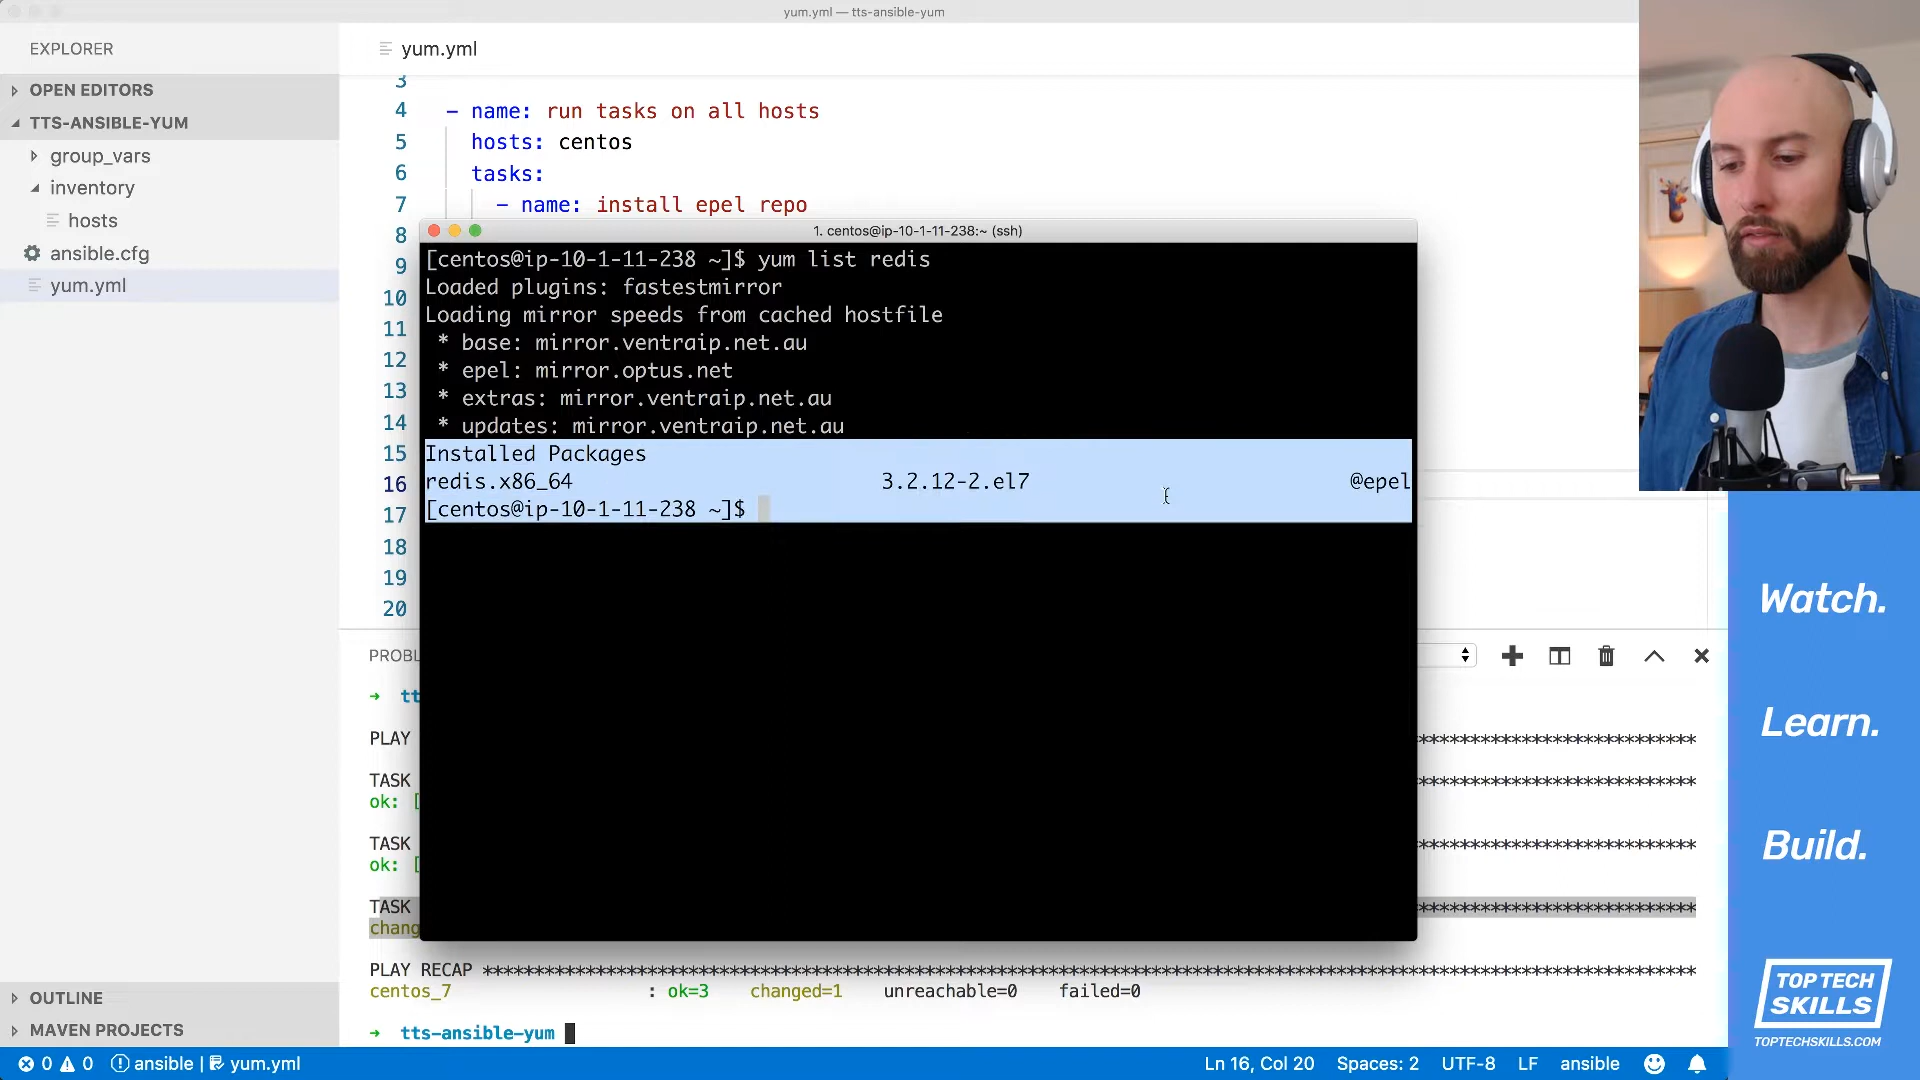 yum.yml — tts-ansible-yum
EXPLORER
OPEN EDITORS
TTS-ANSIBLE-YUM
group_vars
inventory
hosts
ansible.cfg
yum.yml
OUTLINE
MAVEN PROJECTS
yum.yml
3
4 - name: run tasks on all hosts
5 hosts: centos
6 tasks:
7 - name: install epel repo
8
9
10
11
12
13
14
15
16
17
18
19
20
1. centos@ip-10-1-11-238:~ (ssh)
[centos@ip-10-1-11-238 ~]$ yum list redis
Loaded plugins: fastestmirror
Loading mirror speeds from cached hostfile
* base: mirror.ventraip.net.au
* epel: mirror.optus.net
* extras: mirror.ventraip.net.au
* updates: mirror.ventraip.net.au
Installed Packages
redis.x86_64 3.2.12-2.el7 @epel
[centos@ip-10-1-11-238 ~]$
PROBL
➜ tt
PLAY *************************
TASK *************************
ok: [
TASK *************************
ok: [
TASK *************************
chang
PLAY RECAP ********************************************************************************
centos_7 : ok=3 changed=1 unreachable=0 failed=0
➜ tts-ansible-yum
0 0 ansible | yum.yml Ln 16, Col 20 Spaces: 2 UTF-8 LF ansible
Watch.
Learn.
Build.
TOP TECH
SKILLS
TOPTECHSKILLS.COM